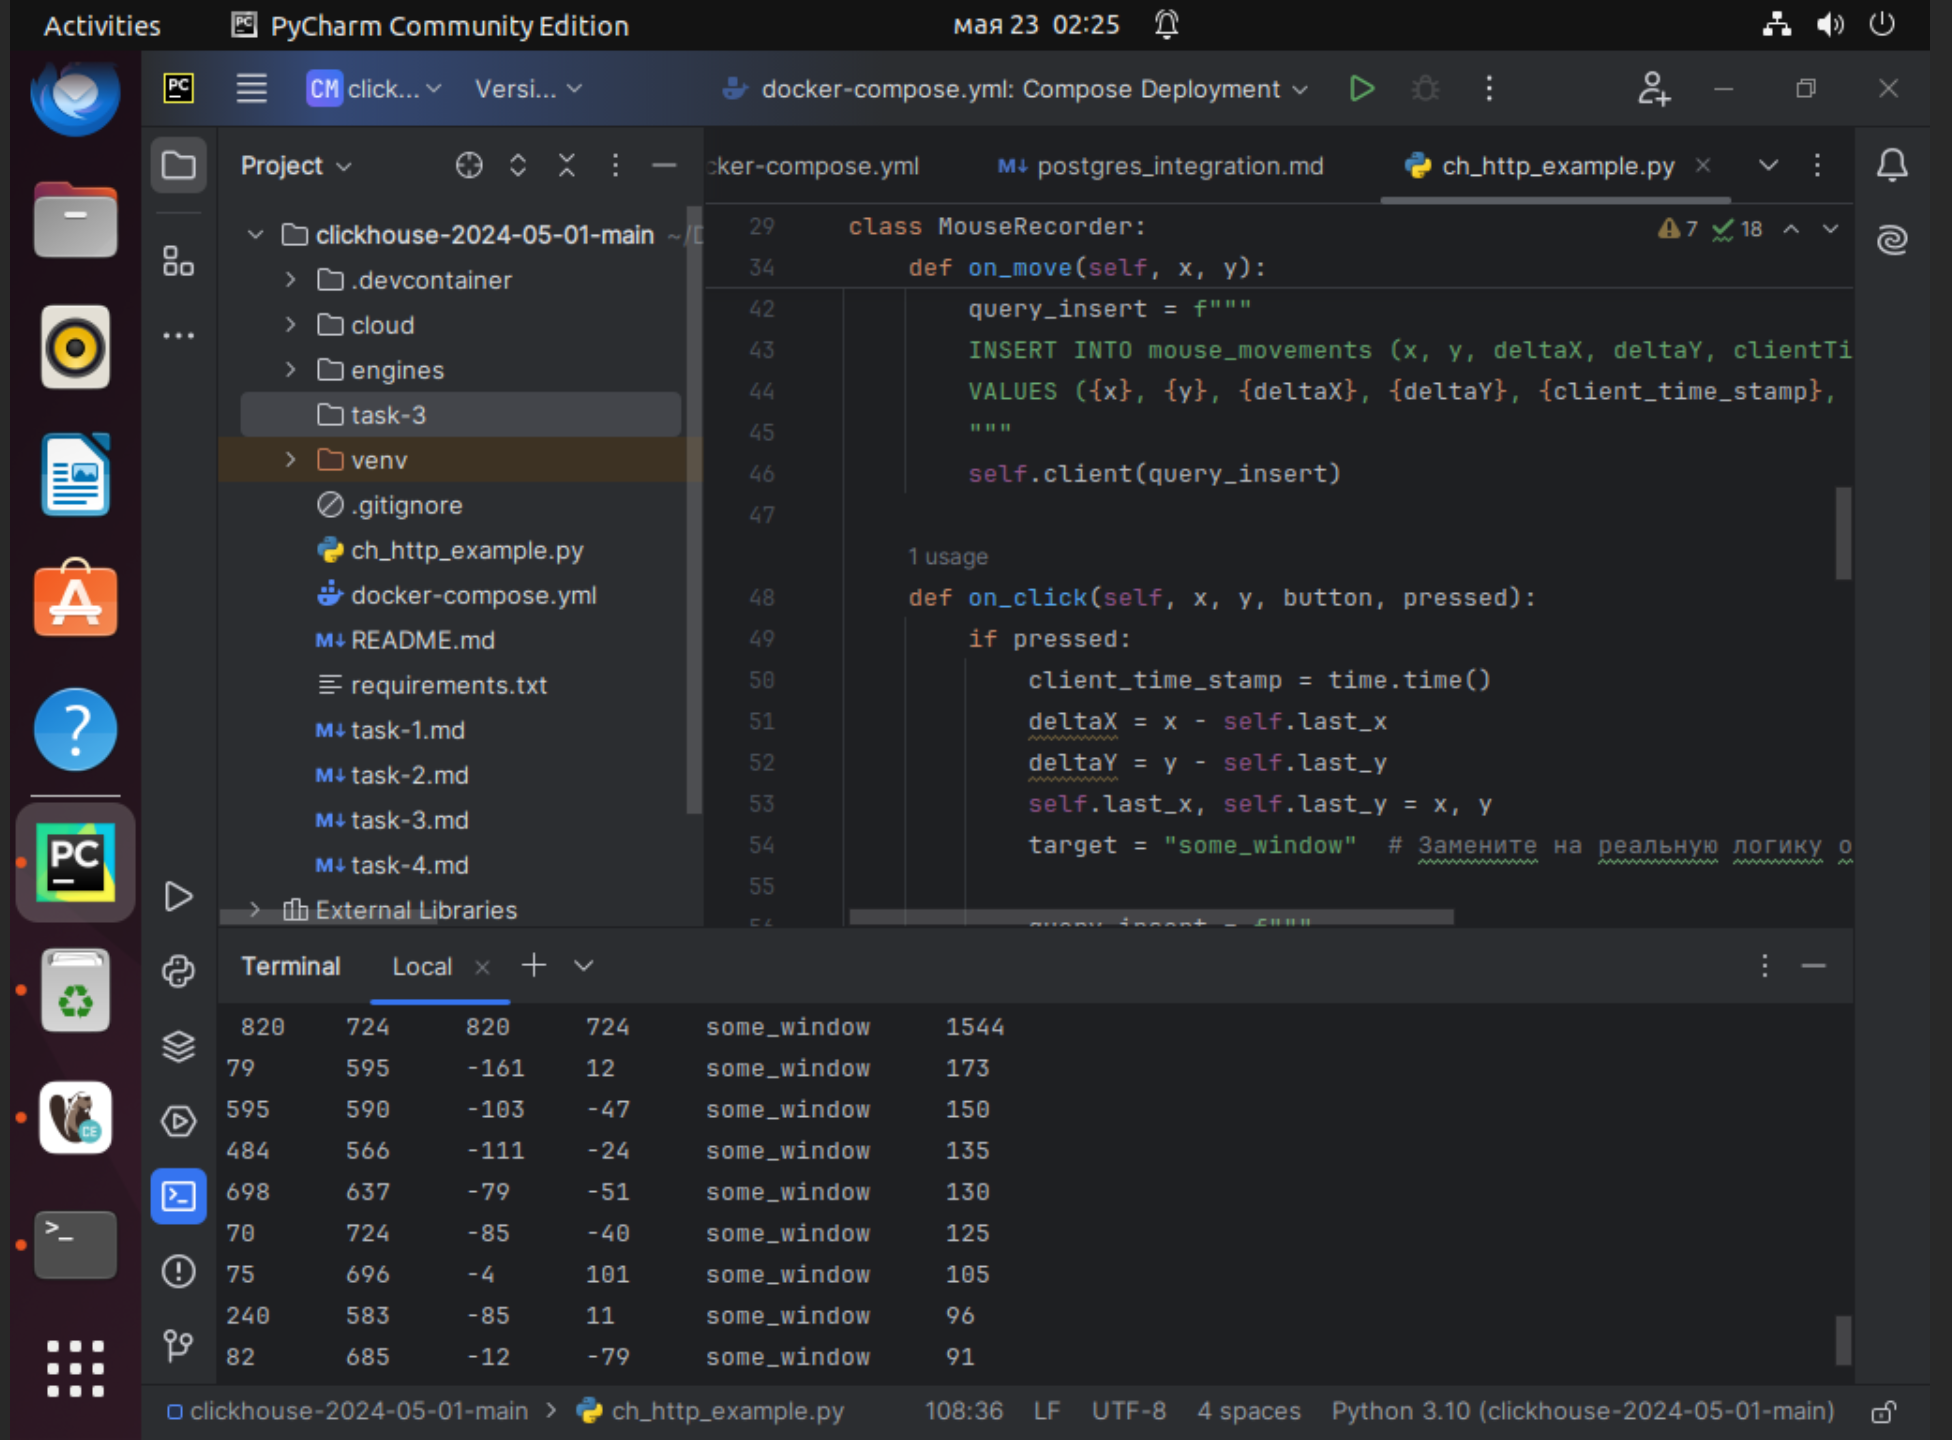 Activities
PyCharm Community Edition
мая 23 02:25
PC
CM click...
Versi...
docker-compose.yml: Compose Deployment
Project
cker-compose.yml
M↓ postgres_integration.md
ch_http_example.py
clickhouse-2024-05-01-main ~/
.devcontainer
cloud
engines
task-3
venv
.gitignore
ch_http_example.py
docker-compose.yml
M↓ README.md
requirements.txt
M↓ task-1.md
M↓ task-2.md
M↓ task-3.md
M↓ task-4.md
External Libraries
7 18
29 class MouseRecorder:
34 def on_move(self, x, y):
42 query_insert = f"""
43 INSERT INTO mouse_movements (x, y, deltaX, deltaY, clientTi
44 VALUES ({x}, {y}, {deltaX}, {deltaY}, {client_time_stamp},
45 """
46 self.client(query_insert)
47
1 usage
48 def on_click(self, x, y, button, pressed):
49 if pressed:
50 client_time_stamp = time.time()
51 deltaX = x - self.last_x
52 deltaY = y - self.last_y
53 self.last_x, self.last_y = x, y
54 target = "some_window" # Замените на реальную логику о
55
56 query_insert = f"""
PC
CE
Terminal
Local
820 724 820 724 some_window 1544
79 595 -161 12 some_window 173
595 590 -103 -47 some_window 150
484 566 -111 -24 some_window 135
698 637 -79 -51 some_window 130
70 724 -85 -40 some_window 125
75 696 -4 101 some_window 105
240 583 -85 11 some_window 96
82 685 -12 -79 some_window 91
clickhouse-2024-05-01-main > ch_http_example.py
108:36 LF UTF-8 4 spaces Python 3.10 (clickhouse-2024-05-01-main)